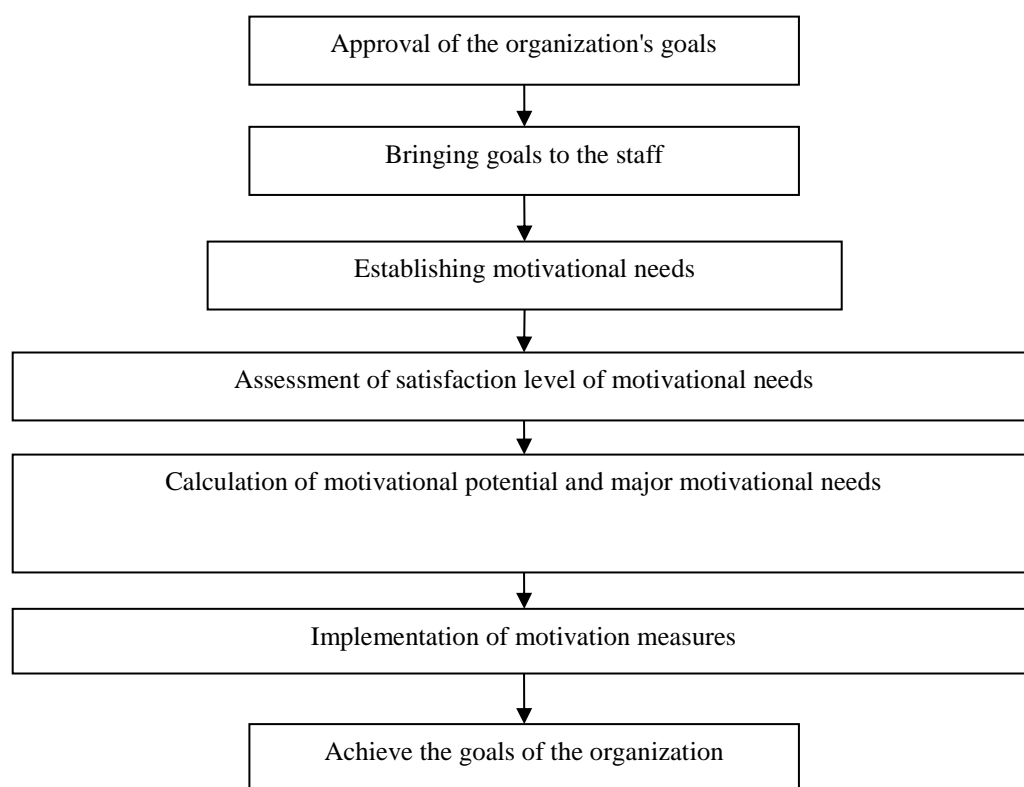 Approval of the organization's goals
Bringing goals to the staff
Establishing motivational needs
Assessment of satisfaction level of motivational needs
Calculation of motivational potential and major motivational needs
Implementation of motivation measures
Achieve the goals of the organization